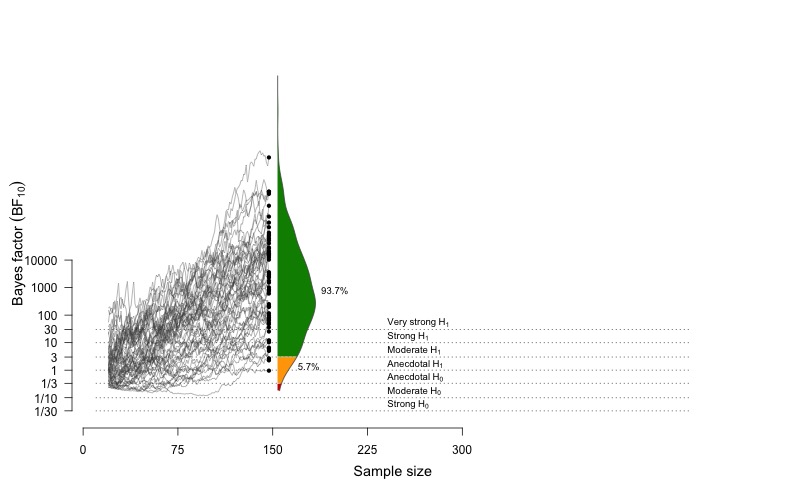 Bayes factor (BF10)
10000
1000
100
30
10
3
1
1/3
1/10
1/30
93.7%
5.7%
Very strong H1
Strong H1
Moderate H1
Anecdotal H1
Anecdotal H0
Moderate H0
Strong H0
0 75 150 225 300
Sample size